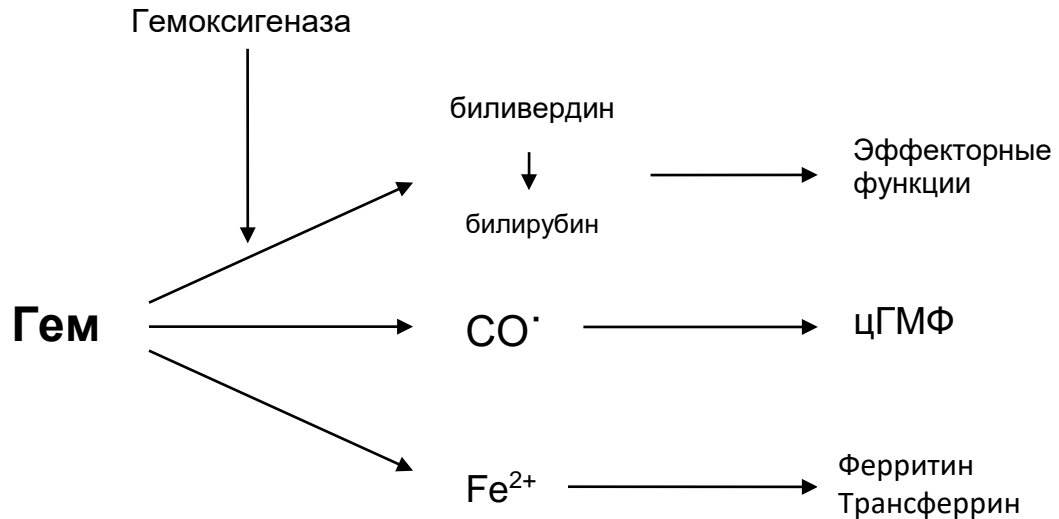 Гемоксигеназа
биливердин
билирубин
Эффекторные
функции
Гем
CO·
цГМФ
Fe²⁺
Ферритин
Трансферрин